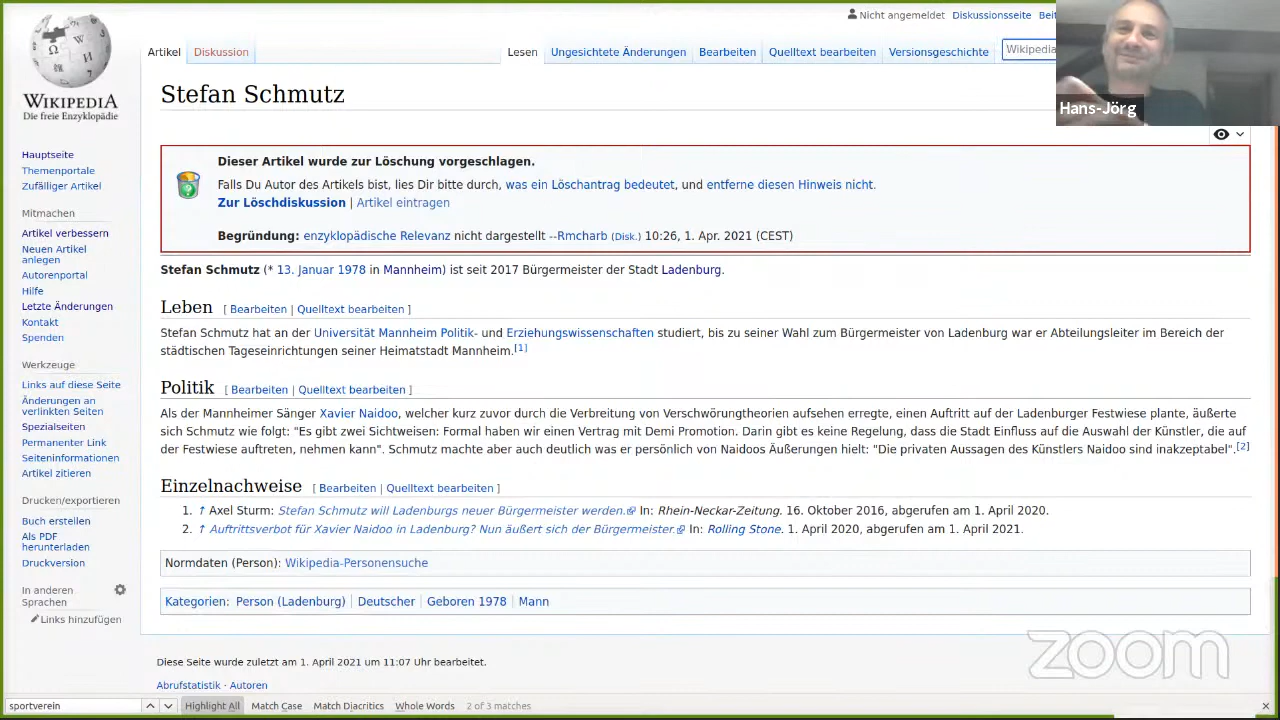 Nicht angemeldet Diskussionsseite Bei
Hans-Jörg
WIKIPEDIA
Die freie Enzyklopädie
Artikel Diskussion Lesen Ungesichtete Änderungen Bearbeiten Quelltext bearbeiten Versionsgeschichte Wikipedia
Stefan Schmutz
Hauptseite
Themenportale
Zufälliger Artikel
Mitmachen
Artikel verbessern
Neuen Artikel
anlegen
Autorenportal
Hilfe
Letzte Änderungen
Kontakt
Spenden
Werkzeuge
Links auf diese Seite
Änderungen an
verlinkten Seiten
Spezialseiten
Permanenter Link
Seiteninformationen
Artikel zitieren
Drucken/exportieren
Buch erstellen
Als PDF
herunterladen
Druckversion
In anderen
Sprachen
Links hinzufügen
Dieser Artikel wurde zur Löschung vorgeschlagen.
Falls Du Autor des Artikels bist, lies Dir bitte durch, was ein Löschantrag bedeutet, und entferne diesen Hinweis nicht.
Zur Löschdiskussion | Artikel eintragen
Begründung: enzyklopädische Relevanz nicht dargestellt --Rmcharb (Disk.) 10:26, 1. Apr. 2021 (CEST)
Stefan Schmutz (* 13. Januar 1978 in Mannheim) ist seit 2017 Bürgermeister der Stadt Ladenburg.
Leben [ Bearbeiten | Quelltext bearbeiten ]
Stefan Schmutz hat an der Universität Mannheim Politik- und Erziehungswissenschaften studiert, bis zu seiner Wahl zum Bürgermeister von Ladenburg war er Abteilungsleiter im Bereich der
städtischen Tageseinrichtungen seiner Heimatstadt Mannheim.[1]
Politik [ Bearbeiten | Quelltext bearbeiten ]
Als der Mannheimer Sänger Xavier Naidoo, welcher kurz zuvor durch die Verbreitung von Verschwörungtheorien aufsehen erregte, einen Auftritt auf der Ladenburger Festwiese plante, äußerte
sich Schmutz wie folgt: "Es gibt zwei Sichtweisen: Formal haben wir einen Vertrag mit Demi Promotion. Darin gibt es keine Regelung, dass die Stadt Einfluss auf die Auswahl der Künstler, die auf
der Festwiese auftreten, nehmen kann". Schmutz machte aber auch deutlich was er persönlich von Naidoos Äußerungen hielt: "Die privaten Aussagen des Künstlers Naidoo sind inakzeptabel".[2]
Einzelnachweise [ Bearbeiten | Quelltext bearbeiten ]
1. ↑ Axel Sturm: Stefan Schmutz will Ladenburgs neuer Bürgermeister werden. In: Rhein-Neckar-Zeitung. 16. Oktober 2016, abgerufen am 1. April 2020.
2. ↑ Auftrittsverbot für Xavier Naidoo in Ladenburg? Nun äußert sich der Bürgermeister. In: Rolling Stone. 1. April 2020, abgerufen am 1. April 2021.
Normdaten (Person): Wikipedia-Personensuche
Kategorien: Person (Ladenburg) | Deutscher | Geboren 1978 | Mann
Diese Seite wurde zuletzt am 1. April 2021 um 11:07 Uhr bearbeitet.
Abrufstatistik · Autoren
zoom
sportverein Highlight All Match Case Match Diacritics Whole Words 2 of 3 matches